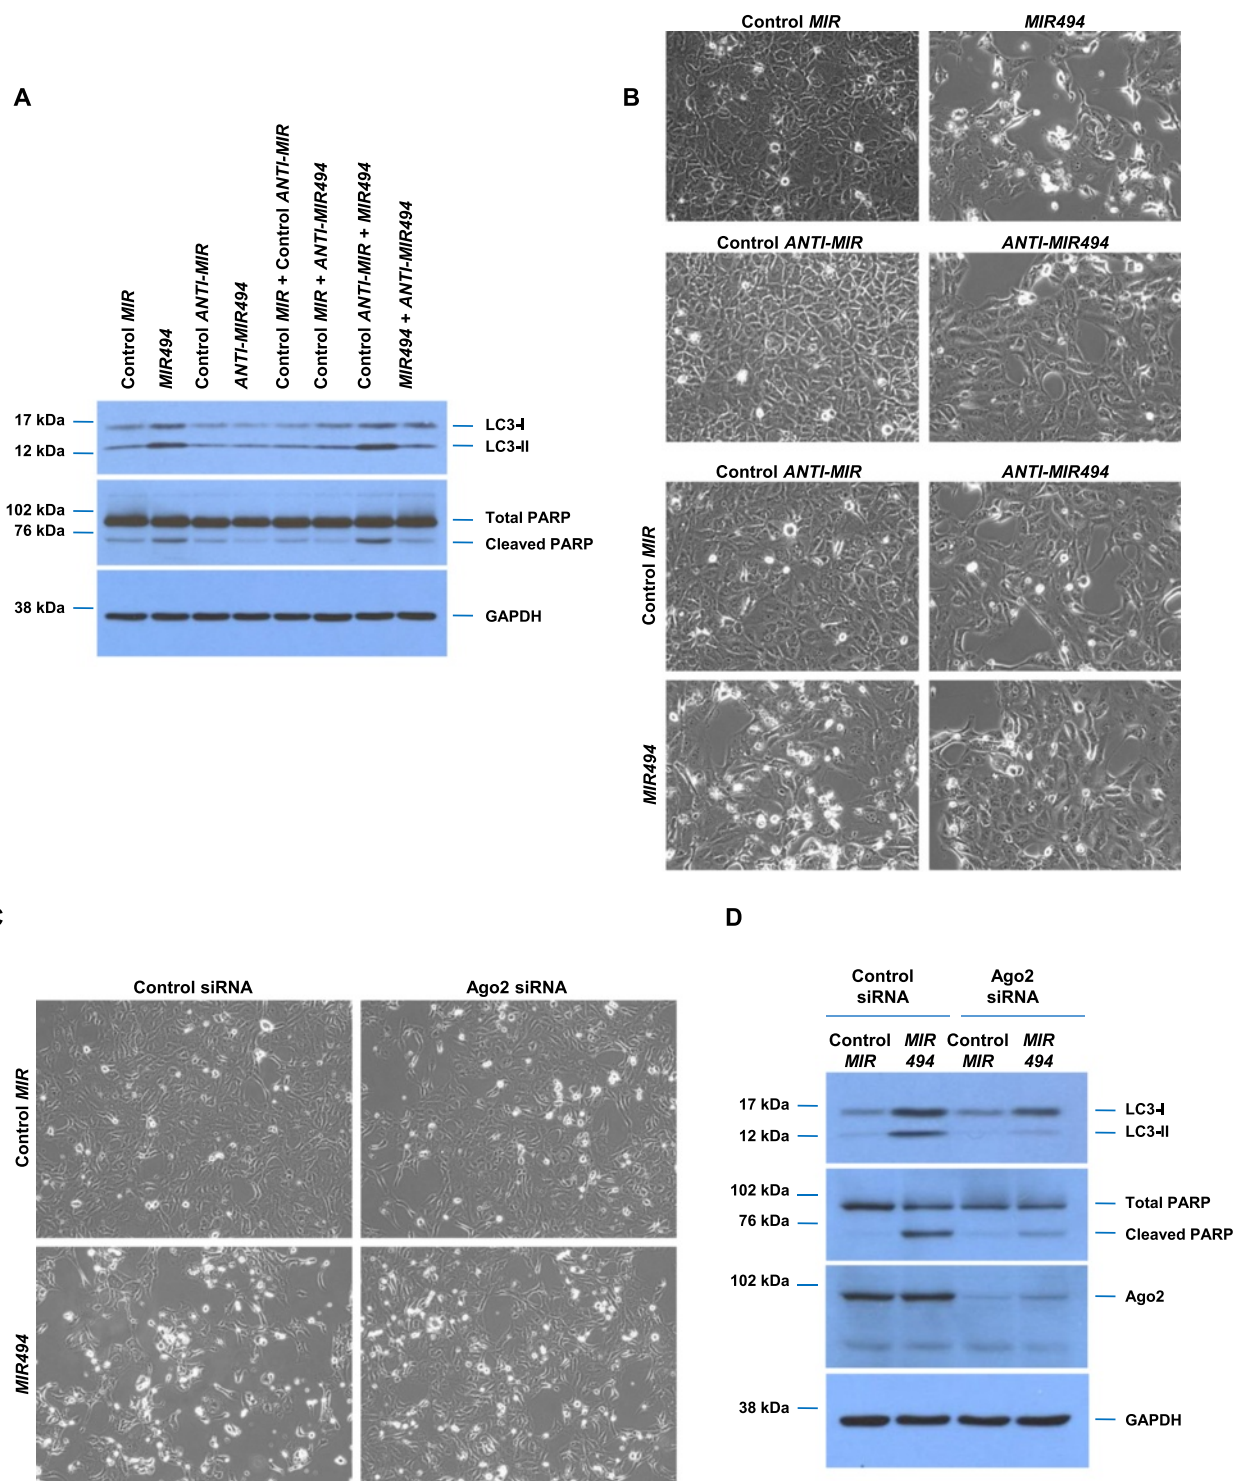 A
Control MIR
MIR494
Control ANTI-MIR
ANTI-MIR494
Control MIR + Control ANTI-MIR
Control MIR + ANTI-MIR494
Control ANTI-MIR + MIR494
MIR494 + ANTI-MIR494
17 kDa
12 kDa
LC3-I
LC3-II
102 kDa
76 kDa
Total PARP
Cleaved PARP
38 kDa
GAPDH
B
Control MIR
MIR494
Control ANTI-MIR
ANTI-MIR494
Control ANTI-MIR
ANTI-MIR494
Control MIR
MIR494
C
Control siRNA
Ago2 siRNA
Control MIR
MIR494
D
Control
siRNA
Ago2
siRNA
Control MIR Control MIR
MIR 494 MIR 494
17 kDa
12 kDa
LC3-I
LC3-II
102 kDa
76 kDa
Total PARP
Cleaved PARP
102 kDa
Ago2
38 kDa
GAPDH